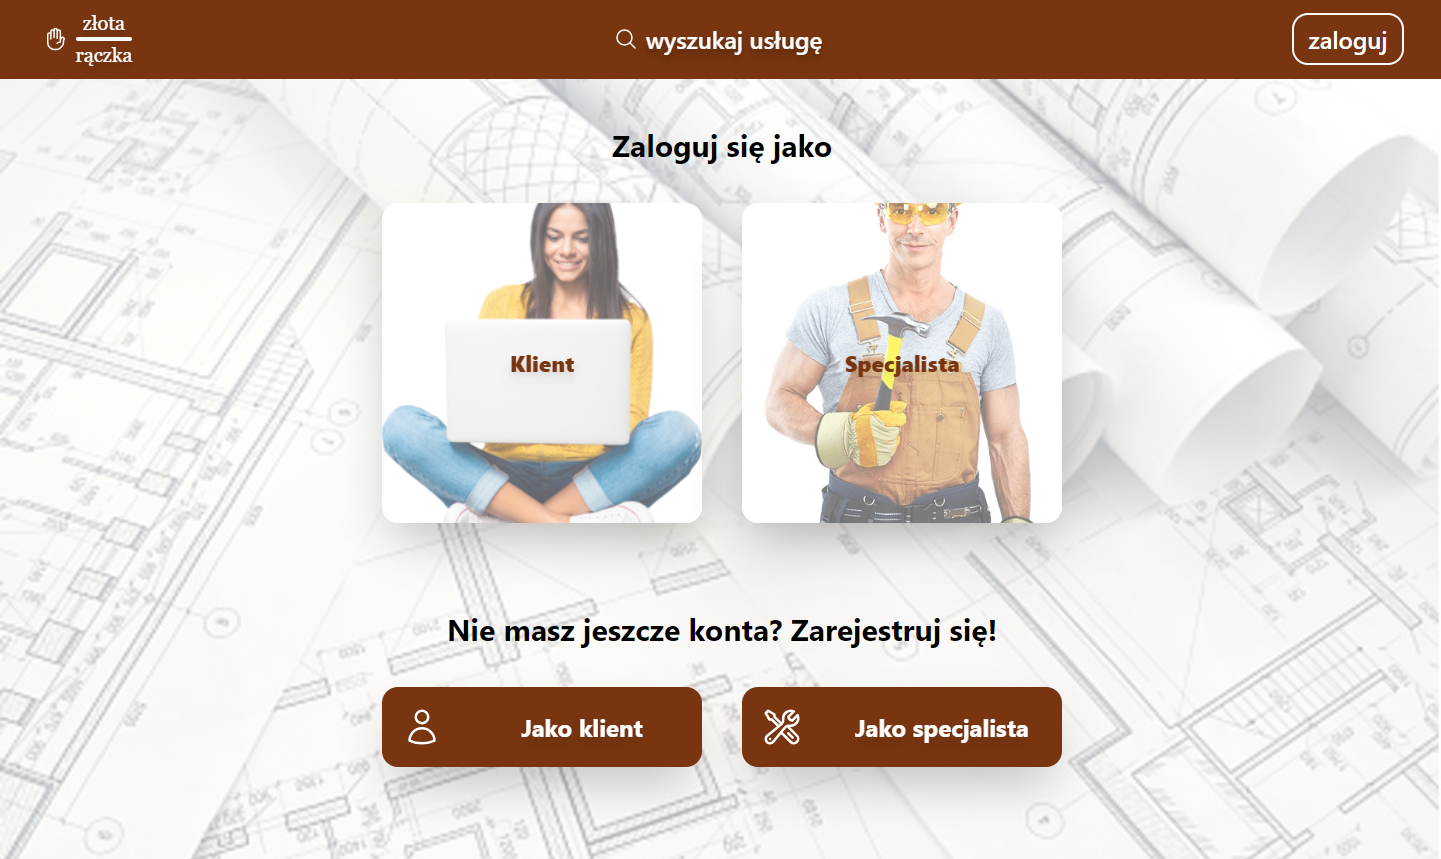 złota
rączka
wyszukaj usługę
zaloguj
Zaloguj się jako
Klient
Specjalista
Nie masz jeszcze konta? Zarejestruj się!
Jako klient
Jako specjalista